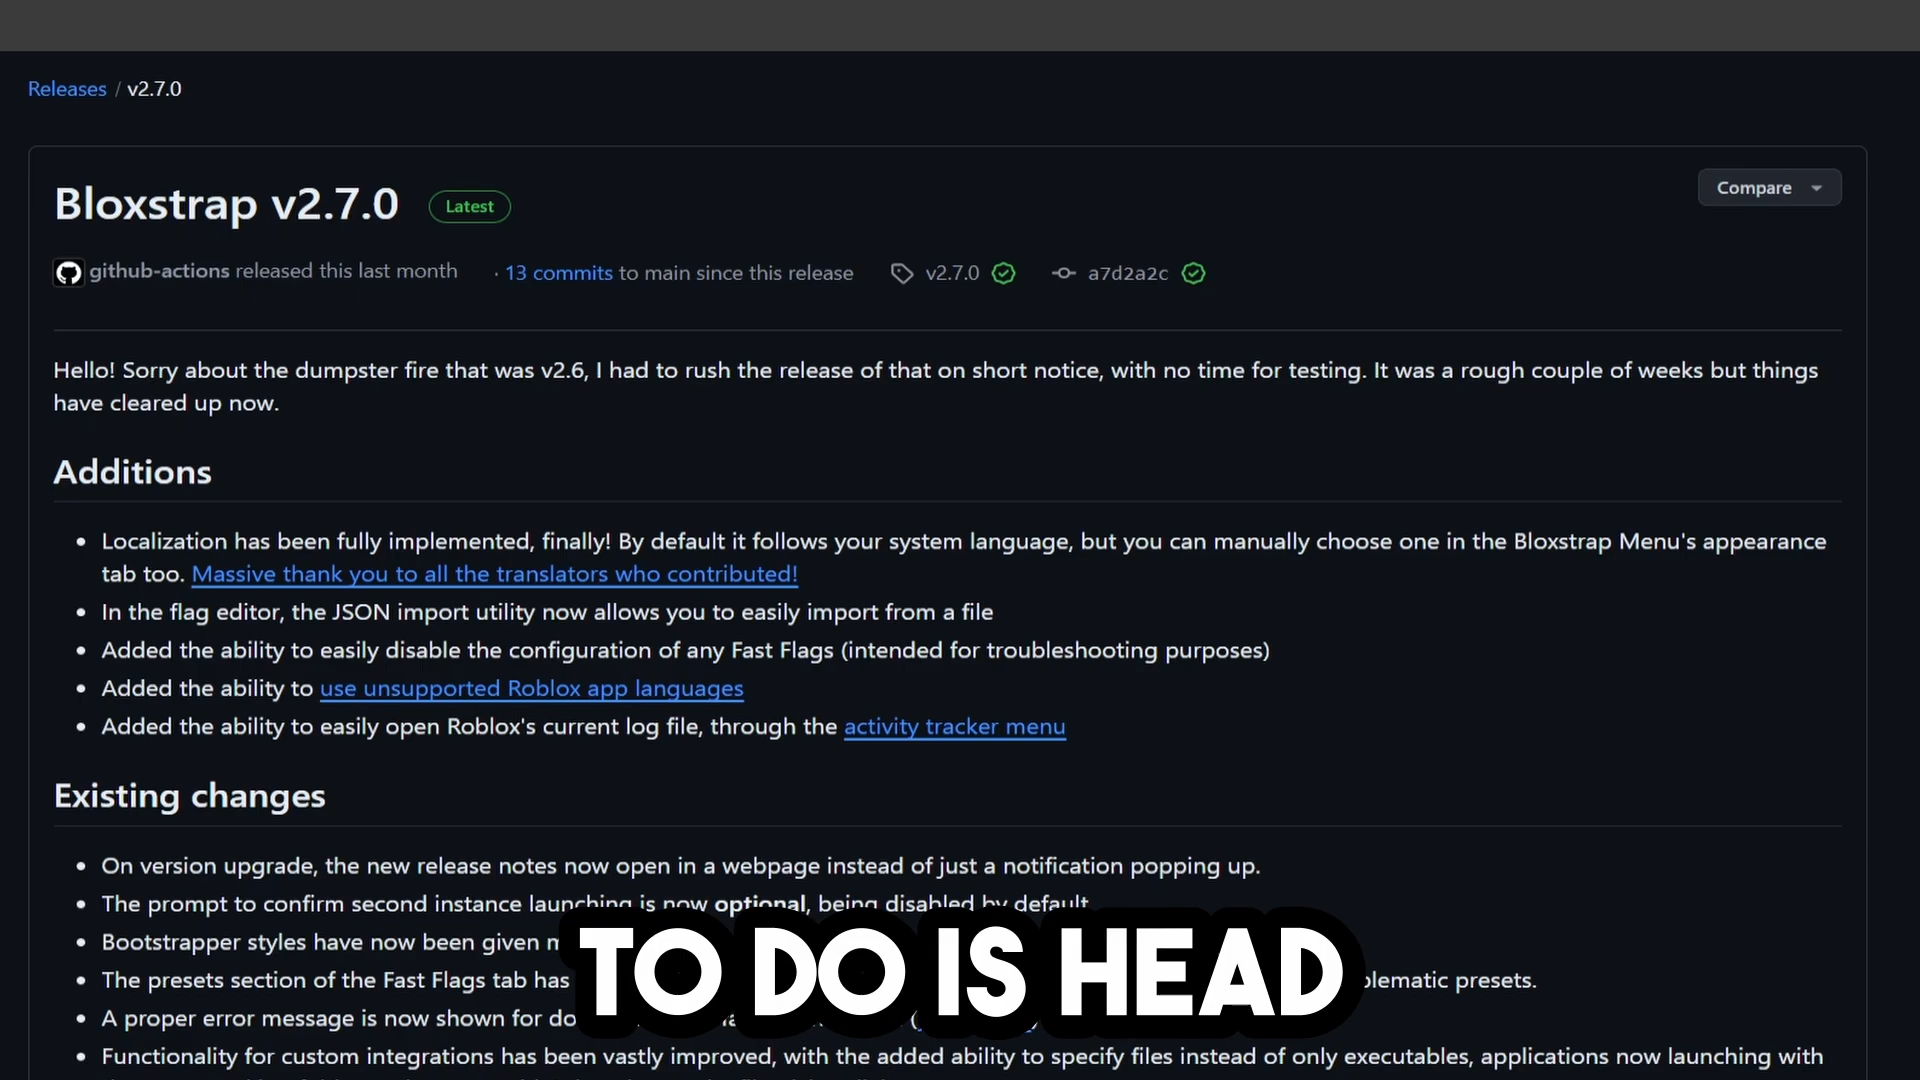 Releases / v2.7.0
Bloxstrap v2.7.0 Latest
Compare
github-actions released this last month · 13 commits to main since this release v2.7.0 a7d2a2c
Hello! Sorry about the dumpster fire that was v2.6, I had to rush the release of that on short notice, with no time for testing. It was a rough couple of weeks but things
have cleared up now.
Additions
• Localization has been fully implemented, finally! By default it follows your system language, but you can manually choose one in the Bloxstrap Menu's appearance
tab too. Massive thank you to all the translators who contributed!
• In the flag editor, the JSON import utility now allows you to easily import from a file
• Added the ability to easily disable the configuration of any Fast Flags (intended for troubleshooting purposes)
• Added the ability to use unsupported Roblox app languages
• Added the ability to easily open Roblox's current log file, through the activity tracker menu
Existing changes
• On version upgrade, the new release notes now open in a webpage instead of just a notification popping up.
• The prompt to confirm second instance launching is now optional, being disabled by default.
• Bootstrapper styles have now been given
• The presets section of the Fast Flags tab has presets.
• A proper error message is now shown for
TO DO IS HEAD
• Functionality for custom integrations has been vastly improved, with the added ability to specify files instead of only executables, applications now launching with